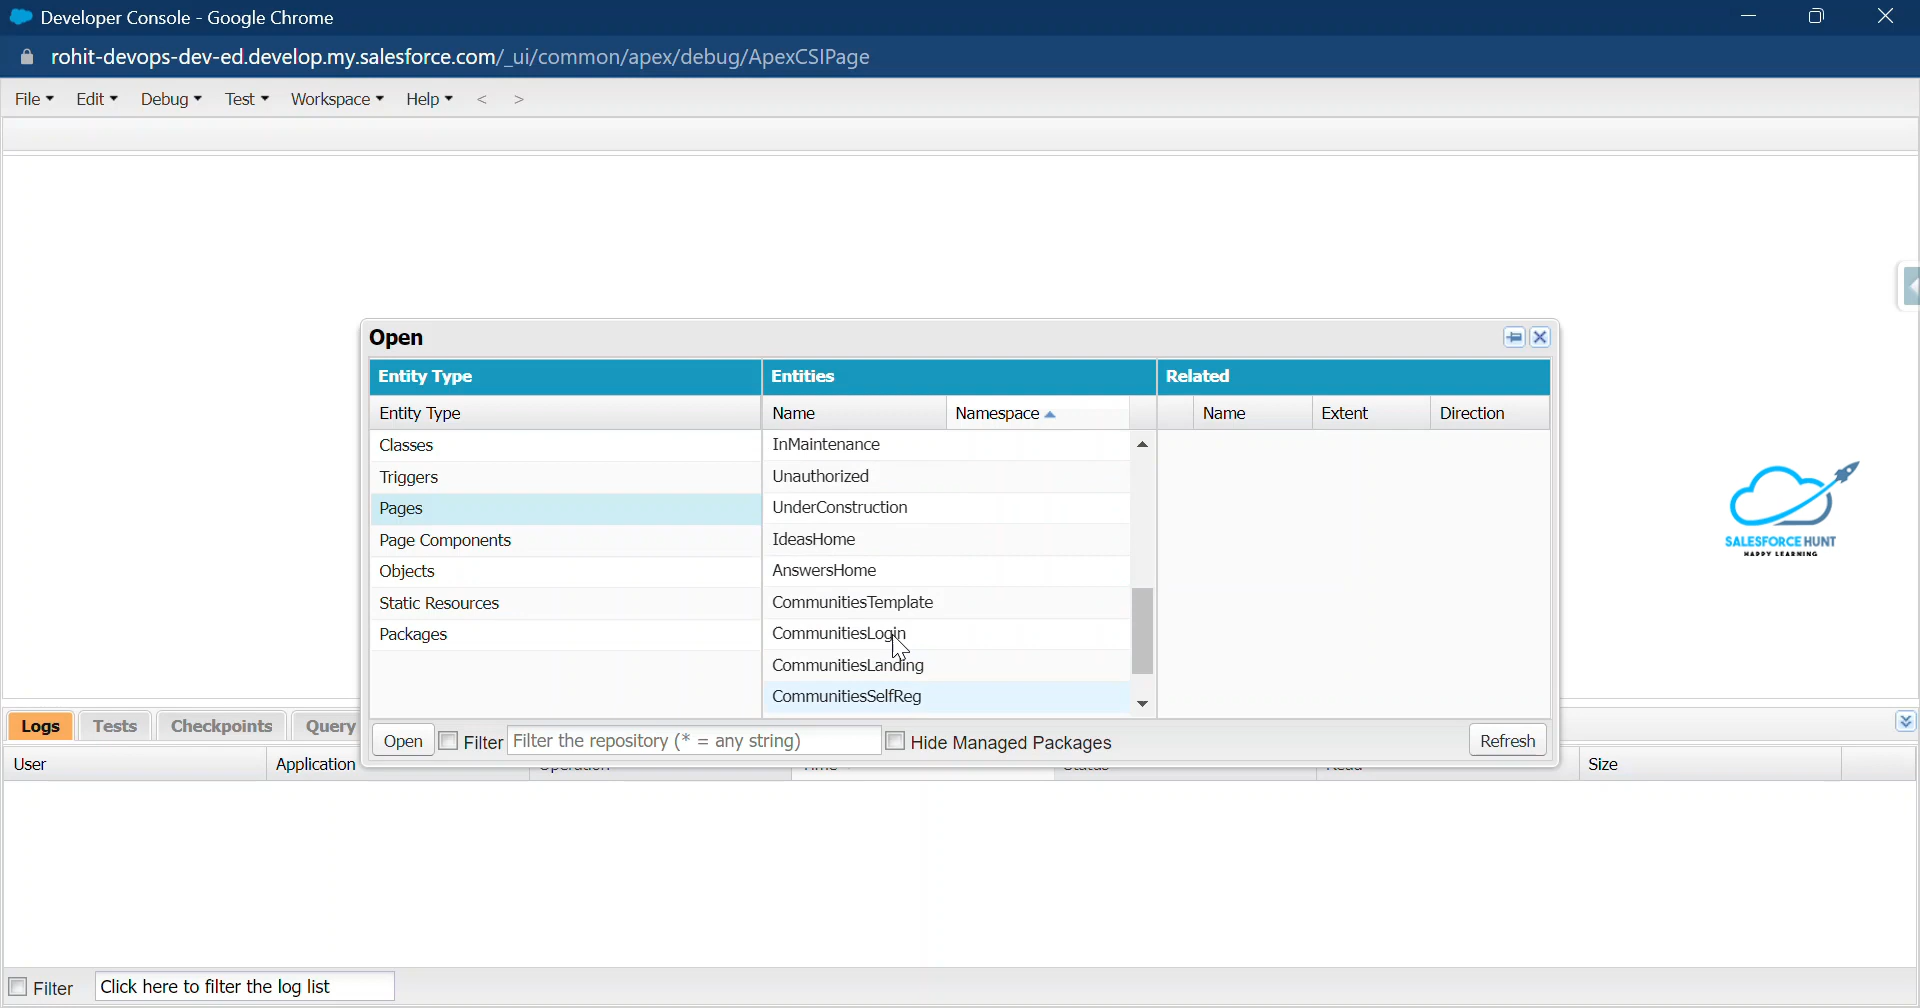 Developer Console - Google Chrome
rohit-devops-dev-ed.develop.my.salesforce.com/_ui/common/apex/debug/ApexCSIPage
File Edit Debug Test Workspace Help < >
Open
Entity Type Entities Related
Entity Type Name Namespace Name Extent Direction
Classes InMaintenance
Triggers Unauthorized
Pages UnderConstruction
Page Components IdeasHome
Objects AnswersHome
Static Resources CommunitiesTemplate
Packages CommunitiesLogin
CommunitiesLanding
CommunitiesSelfReg
SALESFORCE HUNT
HAPPY LEARNING
Logs Tests Checkpoints Query
Open Filter Filter the repository (* = any string) Hide Managed Packages Refresh
User Application Size
Filter Click here to filter the log list